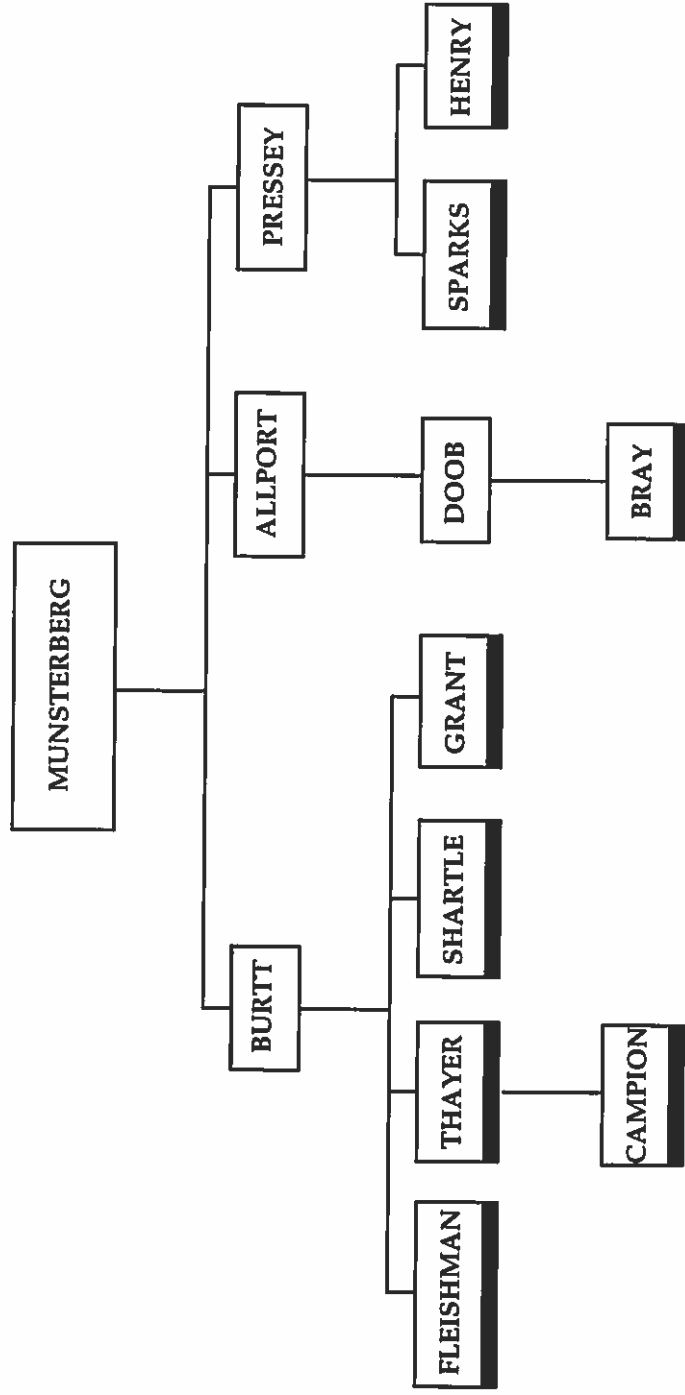 MUNSTERBERG
BURTT
ALLPORT
PRESSEY
FLEISHMAN
THAYER
SHARTLE
GRANT
DOOB
SPARKS
HENRY
CAMPION
BRAY